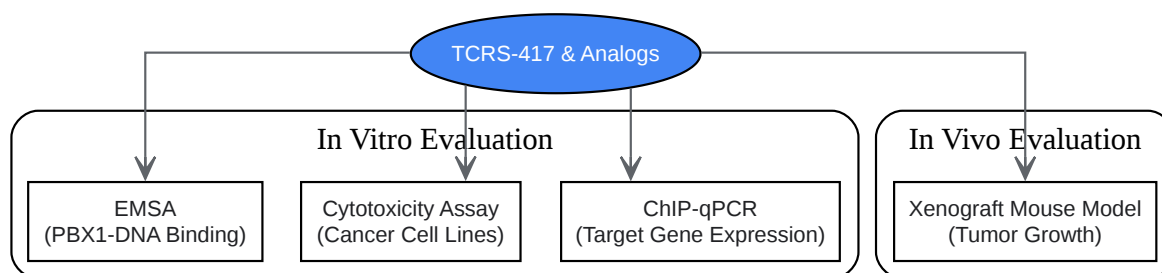 TCRS-417 & Analogs
In Vitro Evaluation
In Vivo Evaluation
EMSA
(PBX1-DNA Binding)
Cytotoxicity Assay
(Cancer Cell Lines)
ChIP-qPCR
(Target Gene Expression)
Xenograft Mouse Model
(Tumor Growth)